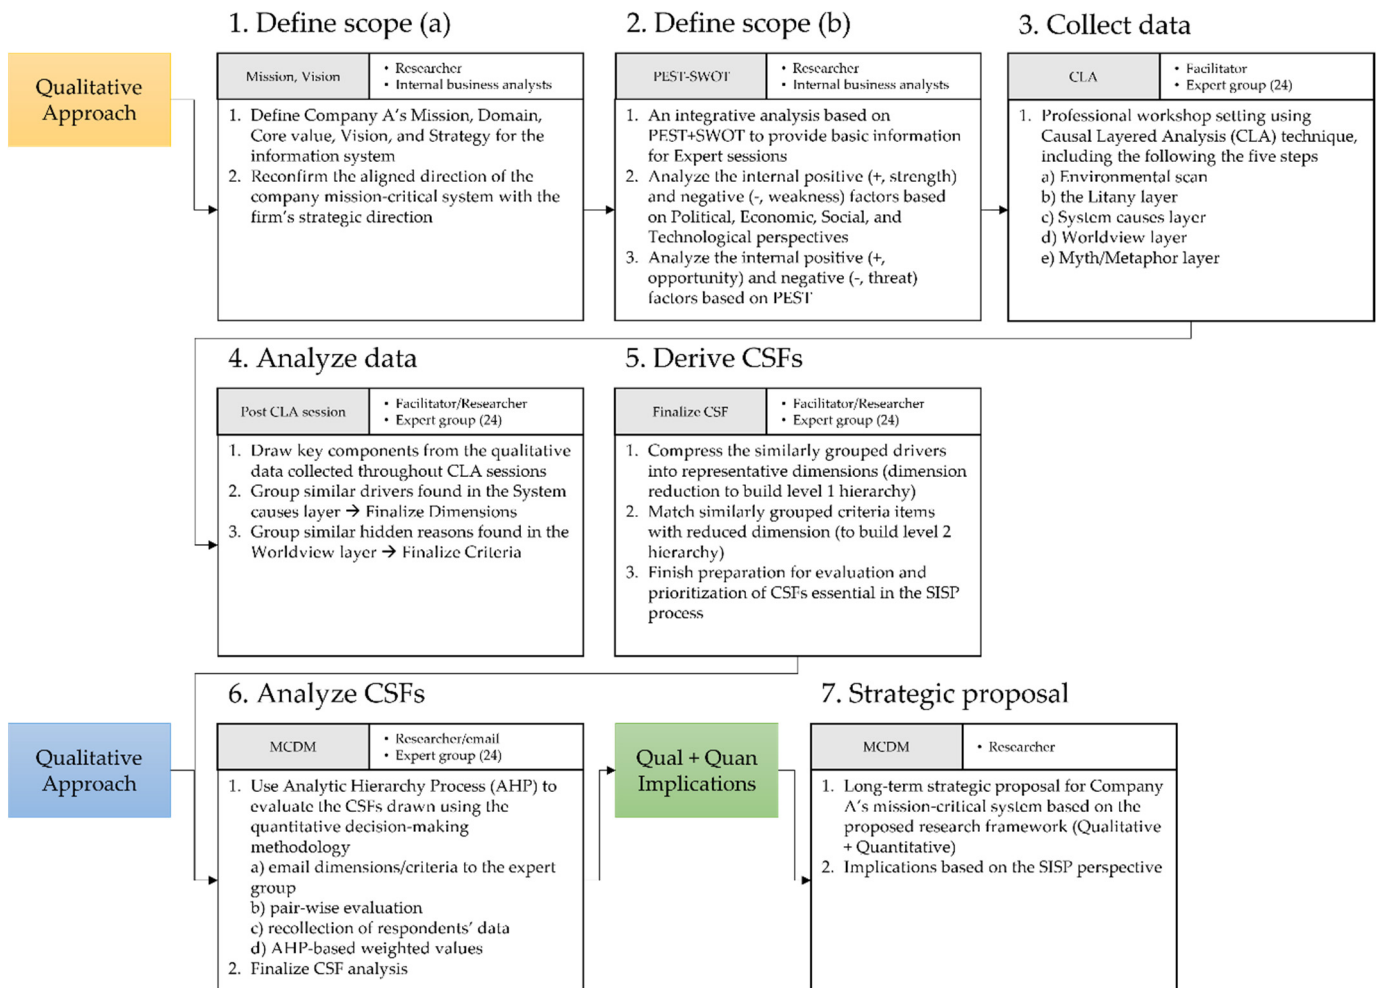 1. Define scope (a)
2. Define scope (b)
3. Collect data
Qualitative
Approach
Mission, Vision
• Researcher
• Internal business analysts
1. Define Company A's Mission, Domain,
Core value, Vision, and Strategy for the
information system
2. Reconfirm the aligned direction of the
company mission-critical system with the
firm's strategic direction
PEST-SWOT
• Researcher
• Internal business analysts
1. An integrative analysis based on
PEST+SWOT to provide basic information
for Expert sessions
2. Analyze the internal positive (+, strength)
and negative (-, weakness) factors based
on Political, Economic, Social, and
Technological perspectives
3. Analyze the internal positive (+,
opportunity) and negative (-, threat)
factors based on PEST
CLA
• Facilitator
• Expert group (24)
1. Professional workshop setting using
Causal Layered Analysis (CLA) technique,
including the following the five steps
a) Environmental scan
b) the Litany layer
c) System causes layer
d) Worldview layer
e) Myth/Metaphor layer
4. Analyze data
5. Derive CSFs
Post CLA session
• Facilitator/Researcher
• Expert group (24)
1. Draw key components from the qualitative
data collected throughout CLA sessions
2. Group similar drivers found in the System
causes layer → Finalize Dimensions
3. Group similar hidden reasons found in the
Worldview layer → Finalize Criteria
Finalize CSF
• Facilitator/Researcher
• Expert group (24)
1. Compress the similarly grouped drivers
into representative dimensions (dimension
reduction to build level 1 hierarchy)
2. Match similarly grouped criteria items
with reduced dimension (to build level 2
hierarchy)
3. Finish preparation for evaluation and
prioritization of CSFs essential in the SISP
process
6. Analyze CSFs
7. Strategic proposal
Qualitative
Approach
MCDM
• Researcher/email
• Expert group (24)
1. Use Analytic Hierarchy Process (AHP) to
evaluate the CSFs drawn using the
quantitative decision-making
methodology
a) email dimensions/criteria to the expert
group
b) pair-wise evaluation
c) recollection of respondents' data
d) AHP-based weighted values
2. Finalize CSF analysis
Qual + Quan
Implications
MCDM
• Researcher
1. Long-term strategic proposal for Company
A's mission-critical system based on the
proposed research framework (Qualitative
+ Quantitative)
2. Implications based on the SISP perspective